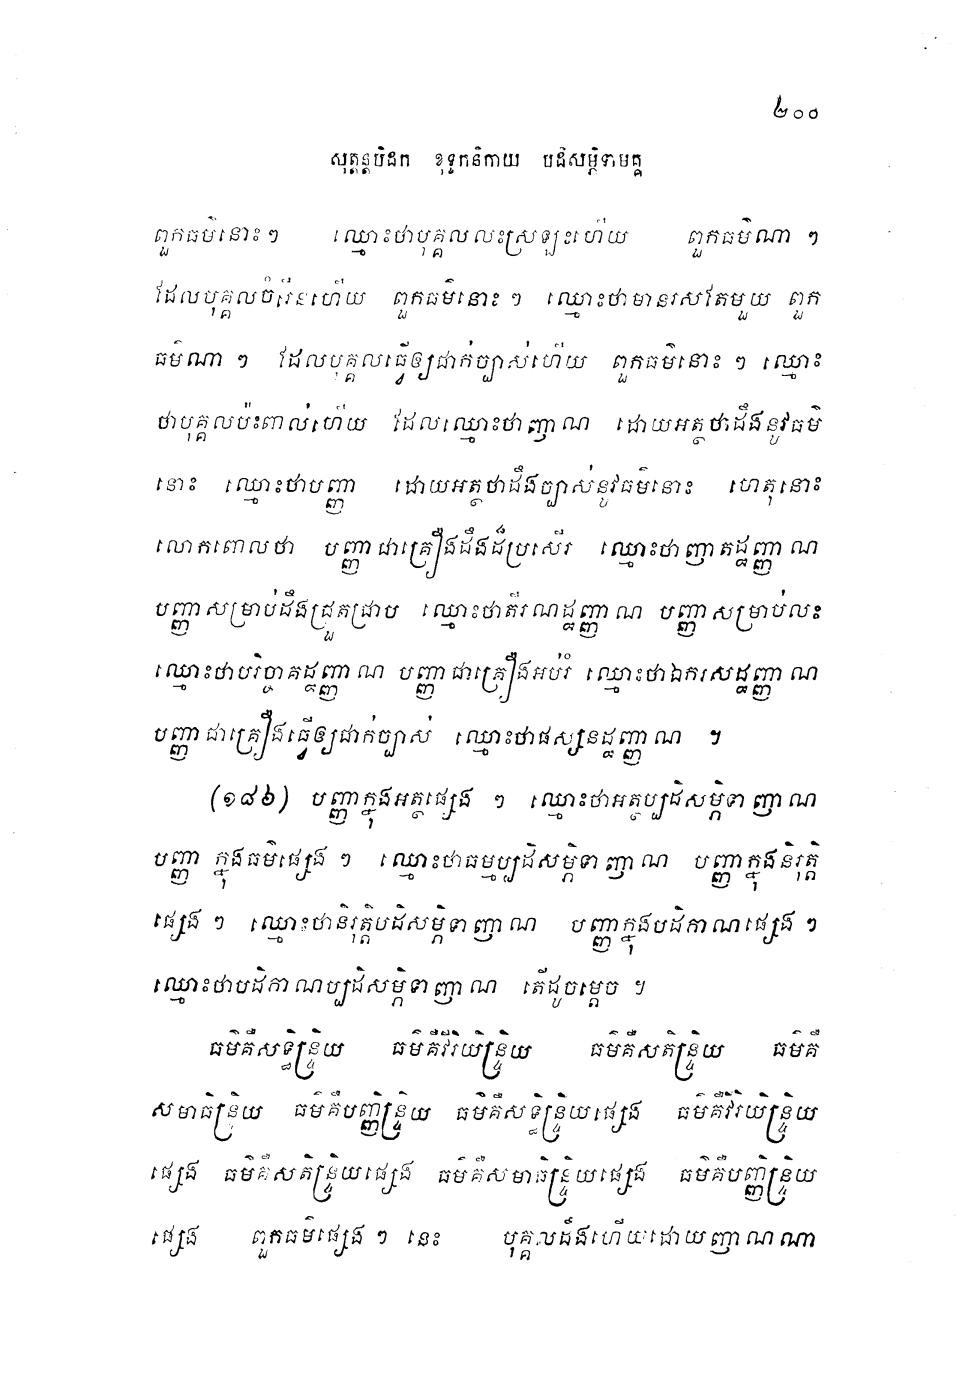 ២០០
សុត្តន្តបិដក ខុទ្ទកនិកាយ បដិសម្ភិទាមគ្គ
ពួកធម៌នោះៗ ឈ្មោះថាបុគ្គលលះស្រឡះហើយ ពួកធម៌ណា ៗ
ដែលបុគ្គលចំរើនហើយ ពួកធម៌នោះ ៗ ឈ្មោះថាមានរសតែមួយ ពួក
ធម៌ណា ៗ ដែលបុគ្គលធ្វើឲ្យជាក់ច្បាស់ហើយ ពួកធម៌នោះ ៗ ឈ្មោះ
ថាបុគ្គលប៉ះពាល់ហើយ ដែលឈ្មោះថាញាណ ដោយអត្ថថាដឹងនូវធម៌
នោះ ឈ្មោះថាបញ្ញា ដោយអត្ថថាដឹងច្បាស់នូវធម៌នោះ ហេតុនោះ
លោកពោលថា បញ្ញាជាគ្រឿងដឹងដ៏ប្រសើរ ឈ្មោះថាញាតដ្ឋញ្ញាណ
បញ្ញាសម្រាប់ដឹងជ្រួតជ្រាប ឈ្មោះថាតីរណដ្ឋញ្ញាណ បញ្ញាសម្រាប់លះ
ឈ្មោះថាបរិច្ចាគដ្ឋញ្ញាណ បញ្ញាជាគ្រឿងអប់រំ ឈ្មោះថាឯករសដ្ឋញ្ញាណ
បញ្ញាជាគ្រឿងធ្វើឲ្យជាក់ច្បាស់ ឈ្មោះថាផស្សនដ្ឋញ្ញាណ ។
(១៨៦) បញ្ញាក្នុងអត្ថផ្សេង ៗ ឈ្មោះថាអត្ថប្បដិសម្ភិទាញាណ
បញ្ញា ក្នុងធម៌ផ្សេង ៗ ឈ្មោះថាធម្មប្បដិសម្ភិទាញាណ បញ្ញាក្នុងនិរុត្តិ
ផ្សេង ៗ ឈ្មោះថានិរុត្តិបដិសម្ភិទាញាណ បញ្ញាក្នុងបដិភាណផ្សេង ៗ
ឈ្មោះថាបដិភាណប្បដិសម្ភិទាញាណ តើដូចម្តេច ។
ធម៌គឺសទ្ធិន្ទ្រិយ ធម៌គឺវីរិយិន្ទ្រិយ ធម៌គឺសតិន្ទ្រិយ ធម៌គឺ
សមាធិន្ទ្រិយ ធម៌គឺបញ្ញិន្ទ្រិយ ធម៌គឺសទ្ធិន្ទ្រិយផ្សេង ធម៌គឺវីរិយិន្ទ្រិយ
ផ្សេង ធម៌គឺសតិន្ទ្រិយផ្សេង ធម៌គឺសមាធិន្ទ្រិយផ្សេង ធម៌គឺបញ្ញិន្ទ្រិយ
ផ្សេង ពួកធម៌ផ្សេង ៗ នេះ បុគ្គលដឹងហើយដោយញាណណា